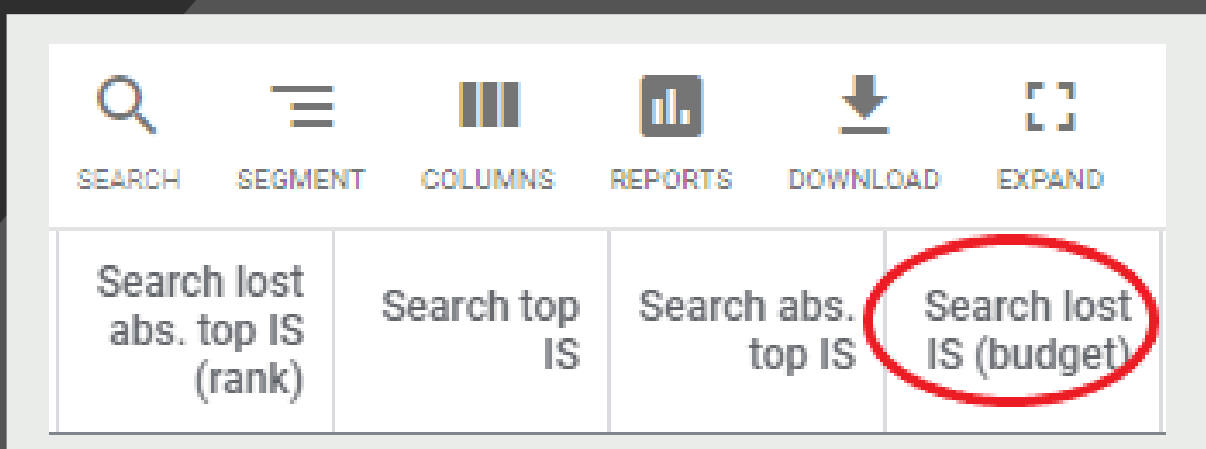 SEARCH SEGMENT COLUMNS REPORTS DOWNLOAD EXPAND
Search lost
abs. top IS
(rank)
Search top
IS
Search abs.
top IS
Search lost
IS (budget)